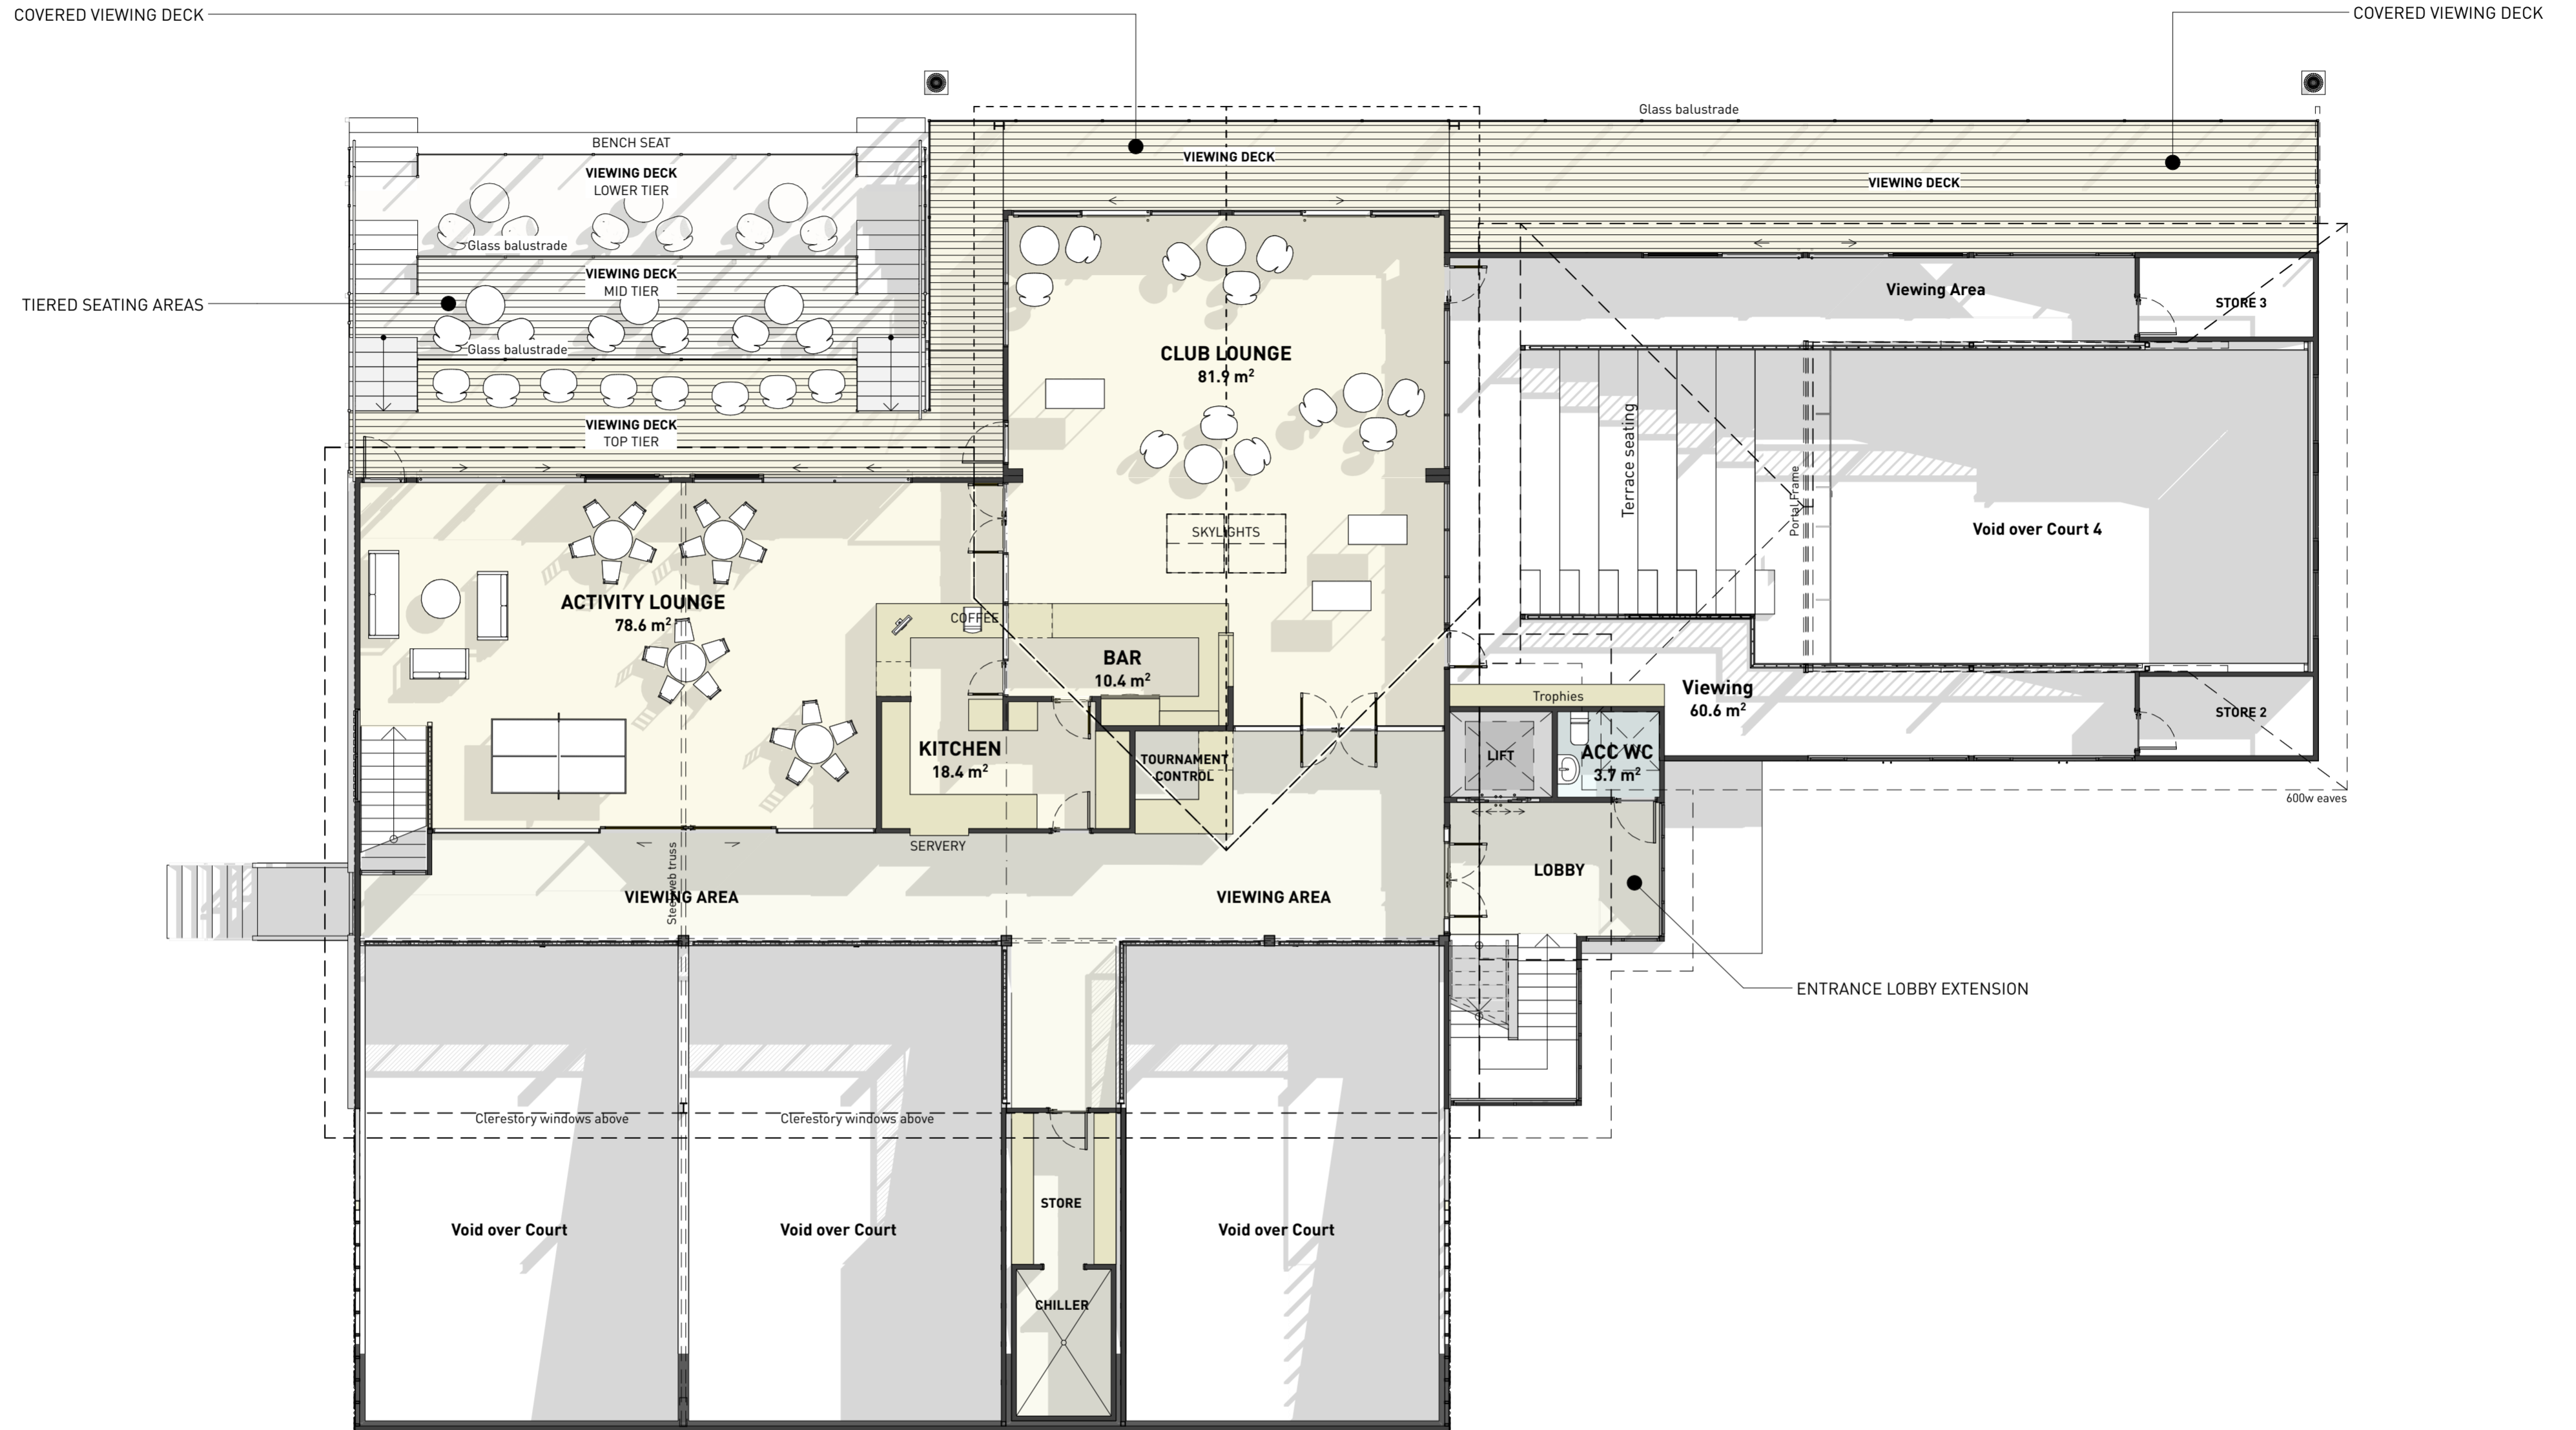 COVERED VIEWING DECK
COVERED VIEWING DECK
Glass balustrade
BENCH SEAT
VIEWING DECK
LOWER TIER
VIEWING DECK
VIEWING DECK
Glass balustrade
VIEWING DECK
MID TIER
TIERED SEATING AREAS
Viewing Area
STORE 3
Glass balustrade
CLUB LOUNGE
81.9 m²
VIEWING DECK
TOP TIER
Terrace seating
Portal Frame
SKYLIGHTS
Void over Court 4
ACTIVITY LOUNGE
78.6 m²
COFFEE
BAR
10.4 m²
Trophies
Viewing
60.6 m²
STORE 2
KITCHEN
18.4 m²
TOURNAMENT
CONTROL
LIFT
ACC WC
3.7 m²
600w eaves
SERVERY
Steel web truss
LOBBY
VIEWING AREA
VIEWING AREA
ENTRANCE LOBBY EXTENSION
Clerestory windows above
Clerestory windows above
STORE
Void over Court
Void over Court
Void over Court
CHILLER